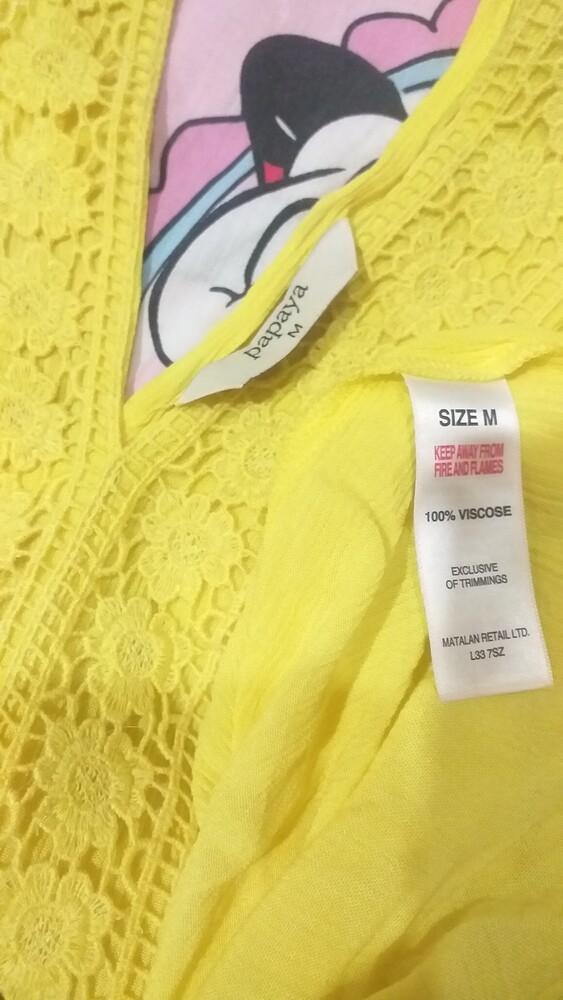 papaya
M
SIZE M
KEEP AWAY FROM
FIRE AND FLAMES
100% VISCOSE
EXCLUSIVE
OF TRIMMINGS
MATALAN RETAIL LTD.
L33 7SZ